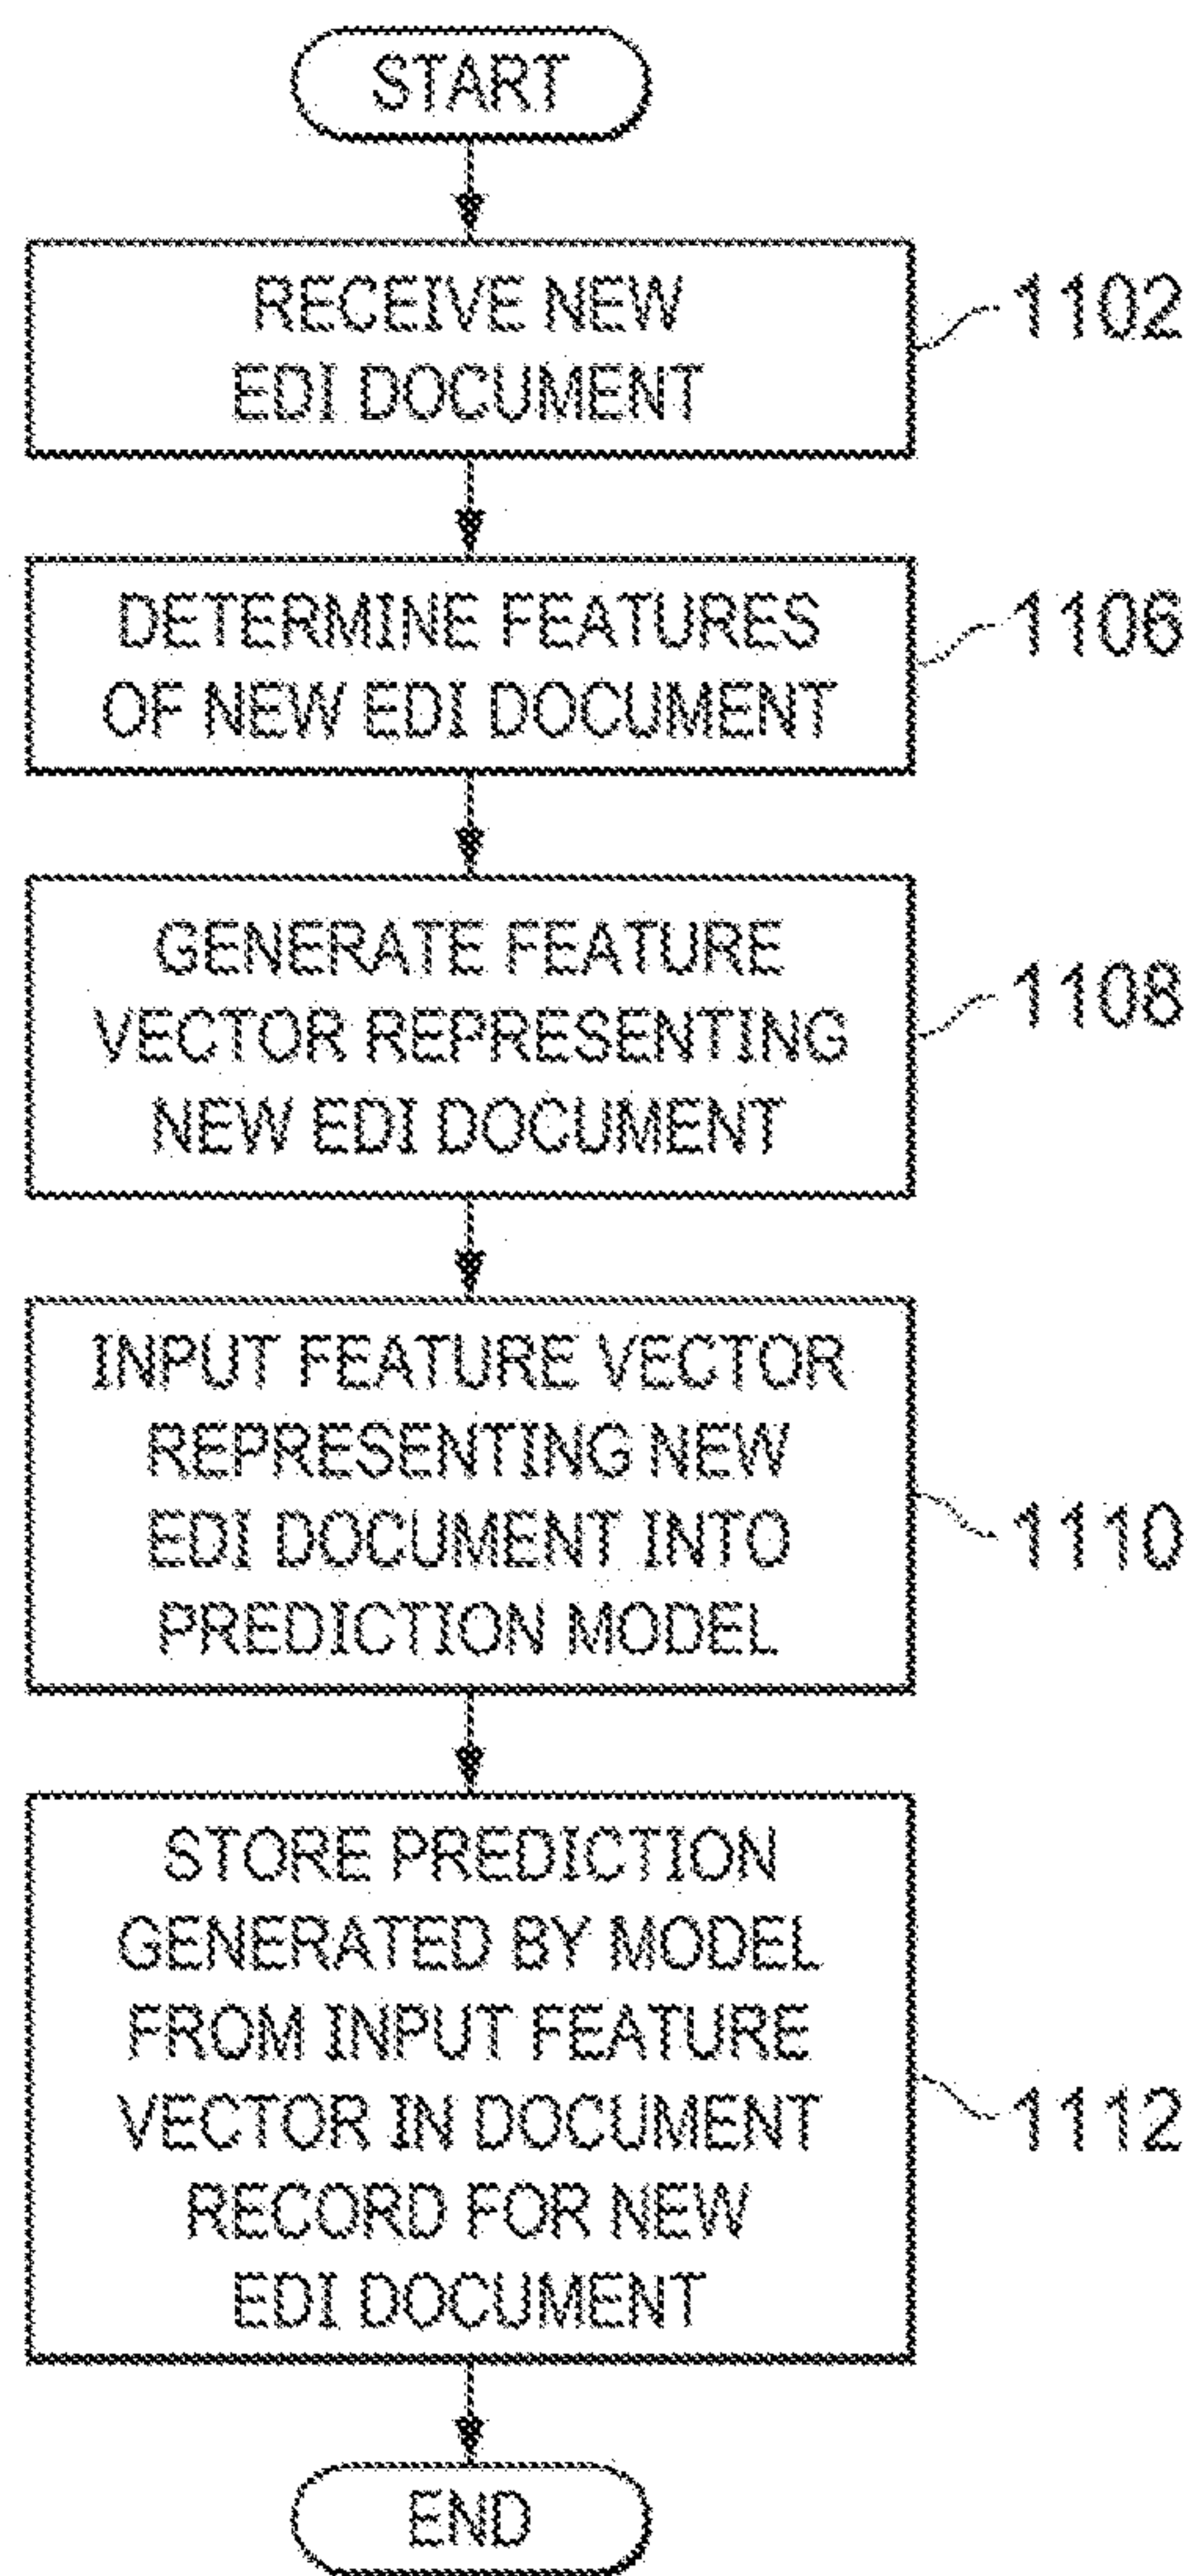 START
RECEIVE NEW
EDI DOCUMENT
1102
DETERMINE FEATURES
OF NEW EDI DOCUMENT
1106
GENERATE FEATURE
VECTOR REPRESENTING
NEW EDI DOCUMENT
1108
INPUT FEATURE VECTOR
REPRESENTING NEW
EDI DOCUMENT INTO
PREDICTION MODEL
1110
STORE PREDICTION
GENERATED BY MODEL
FROM INPUT FEATURE
VECTOR IN DOCUMENT
RECORD FOR NEW
EDI DOCUMENT
1112
END